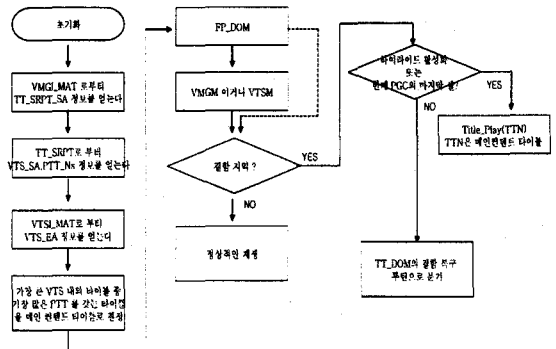 초기화
VMGI_MAT 로부터
TT_SRPT_SA 정보를 얻는다
TT_SRPT로 부터
VTS_SA,PTT_Ns 정보를 얻는다
VTSI_MAT로 부터
VTS_EA 정보를 얻는다
가장 큰 VTS 내의 타이틀 중
가장 많은 PTT 를 갖는 타이틀
을 메인 컨텐트 타이틀로 결정
FP_DOM
VMGM 이거나 VTSM
결함 지역 ?
YES
NO
정상적인 재생
하이라이트 활성화
또는
현재 PGC의 마지막 셀?
YES
NO
Title_Play(TTN)
TTN은 메인컨텐트 타이틀
TT_DOM의 결함 복구
루틴으로 분기